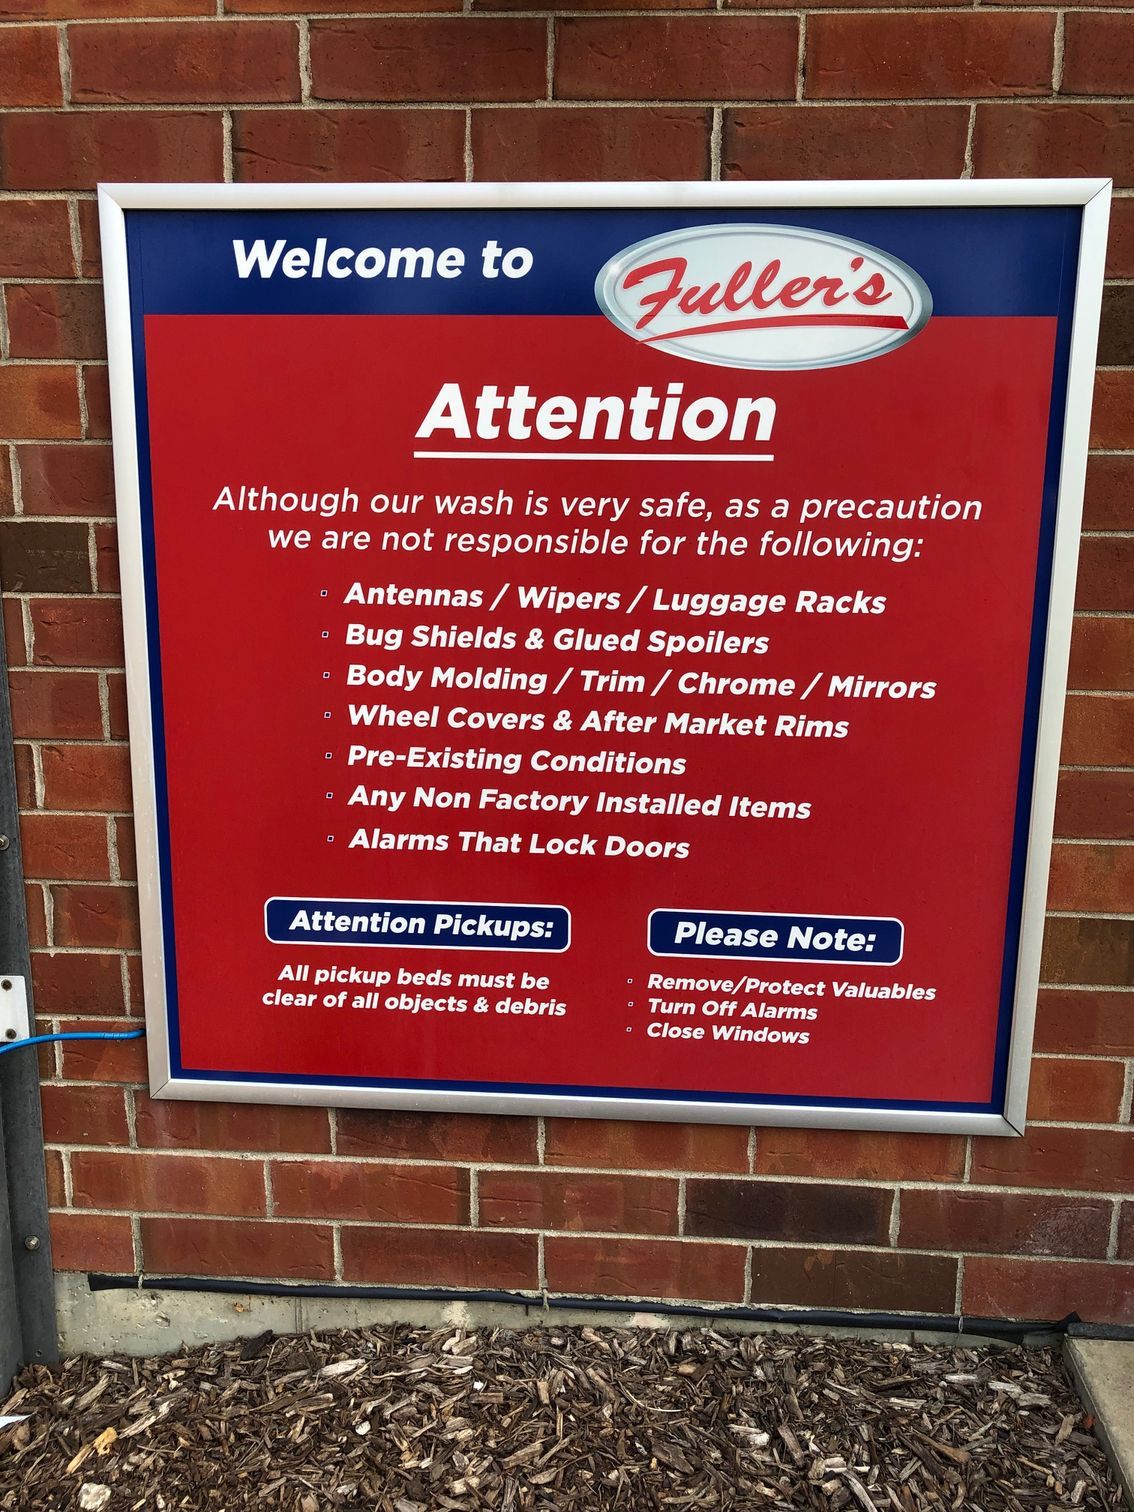 Welcome to Fuller's
Attention
Although our wash is very safe, as a precaution
we are not responsible for the following:
Antennas / Wipers / Luggage Racks
Bug Shields & Glued Spoilers
Body Molding / Trim / Chrome / Mirrors
Wheel Covers & After Market Rims
Pre-Existing Conditions
Any Non Factory Installed Items
Alarms That Lock Doors
Attention Pickups:
All pickup beds must be
clear of all objects & debris
Please Note:
Remove/Protect Valuables
Turn Off Alarms
Close Windows